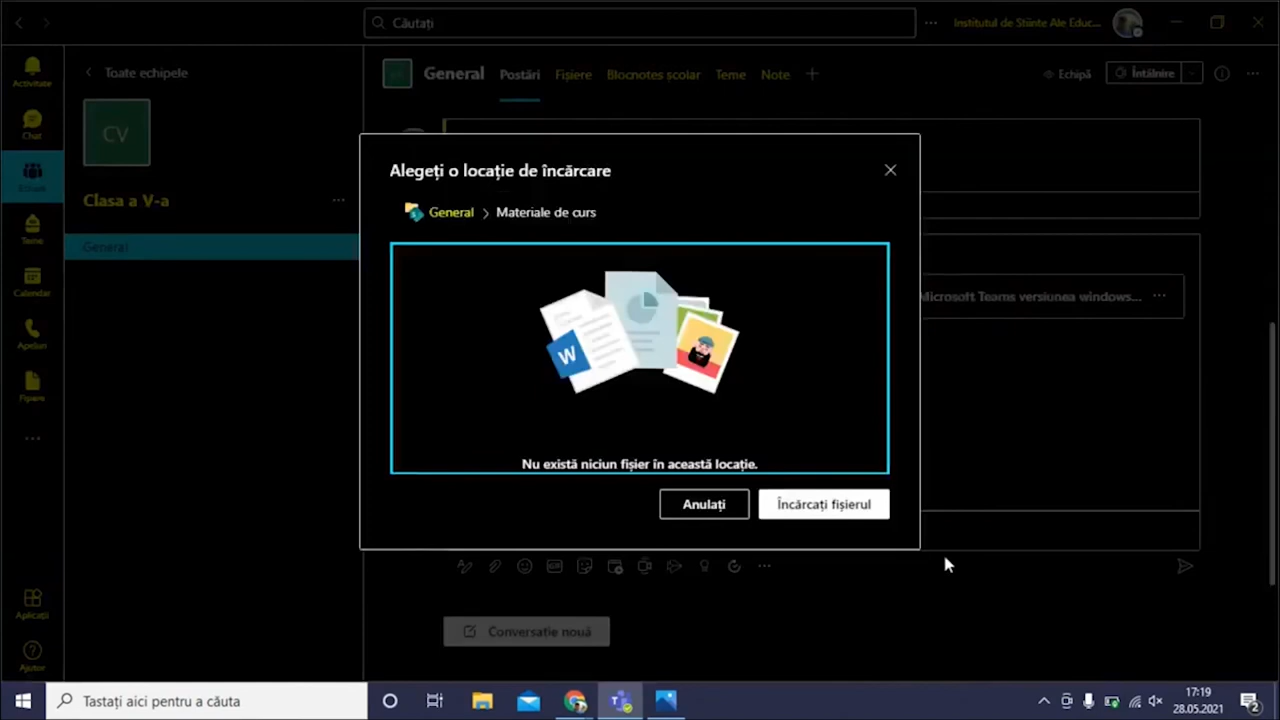 Căutați
Institutul de Stiinte Ale Educ...
Activitate
Toate echipele
General
Postări
Fișiere
Blocnotes școlar
Teme
Note
Echipă
Întâlnire
Chat
CV
Alegeți o locație de încărcare
General
Materiale de curs
Clasa a V-a
Teme
General
Calendar
Microsoft Teams versiunea windows...
W
Apeluri
Fișiere
Nu există niciun fișier în această locație.
Anulați
Încărcați fișierul
Aplicații
Conversație nouă
Ajutor
Tastați aici pentru a căuta
17:19
28.05.2021
2